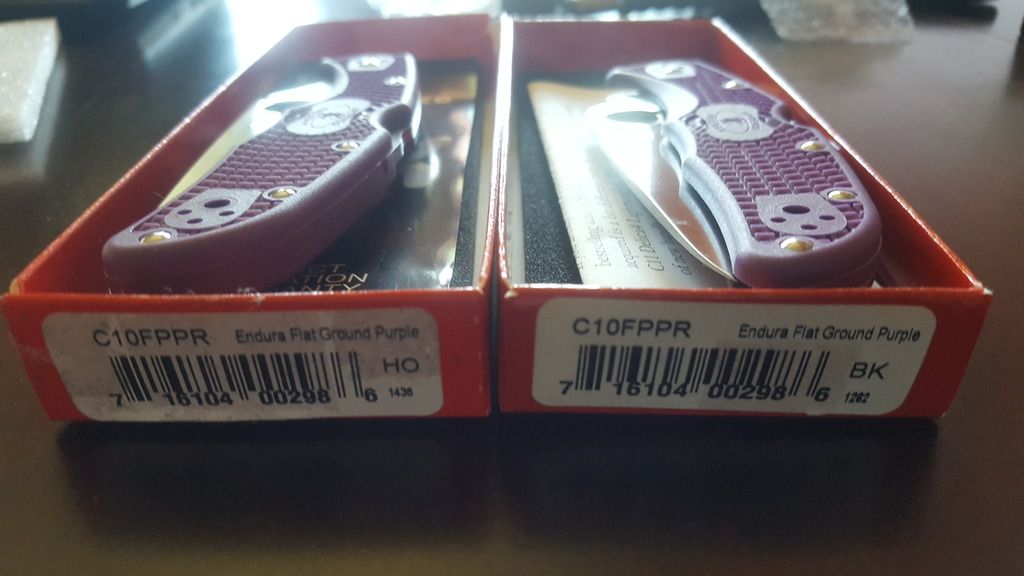 C10FPPR Endura Flat Ground Purple
HO
7 16104 00298 6 1436
C10FPPR Endura Flat Ground Purple
BK
7 16104 00298 6 1262